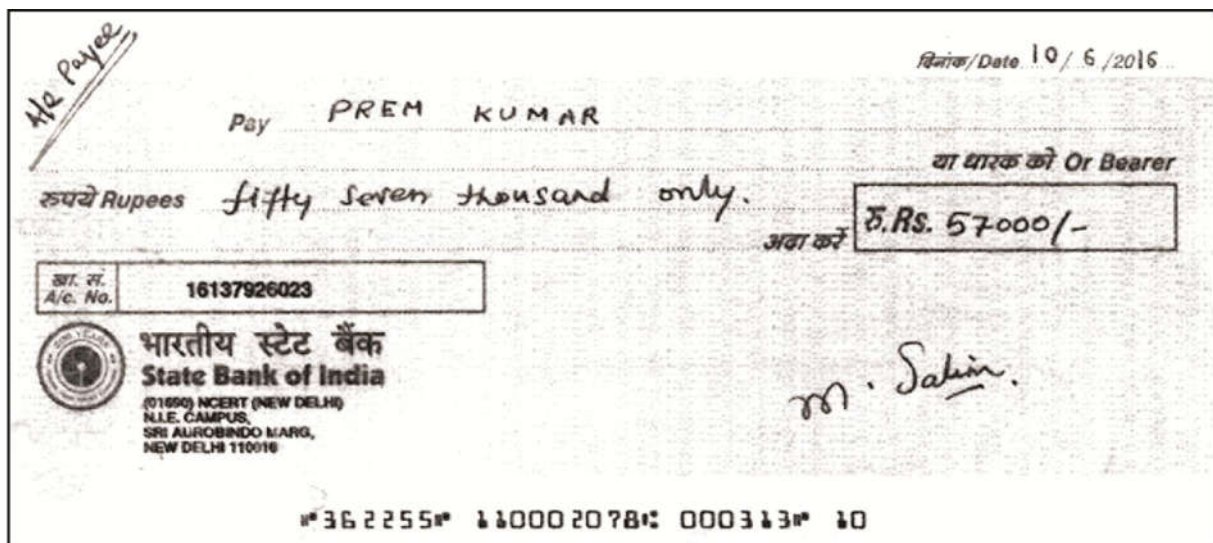 A/c Payee
दिनांक/Date 10/6/2016
Pay PREM KUMAR
या धारक को Or Bearer
रुपये Rupees fifty seven thousand only.
अदा करें रु.Rs. 57000/-
खा. सं.
A/c. No. 16137926023
भारतीय स्टेट बैंक
State Bank of India
(01690) NCERT (NEW DELHI)
N.I.E. CAMPUS,
SRI AUROBINDO MARG,
NEW DELHI 110016
M. Salim.
⑈362255⑈ 110002078⑆ 000313⑈ 10